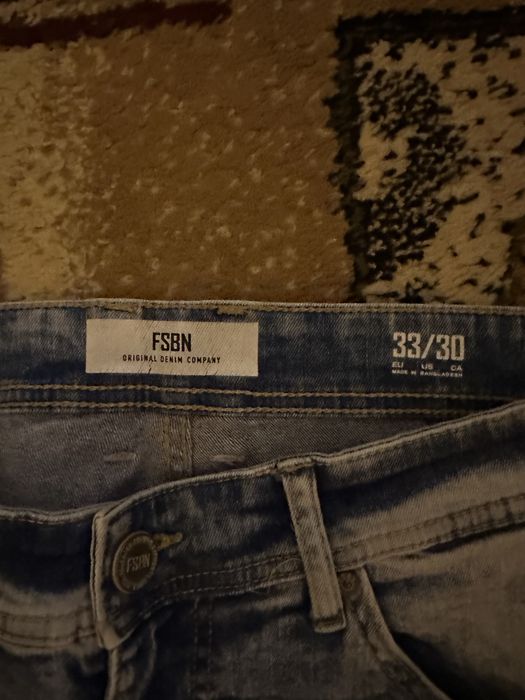 FSBN
ORIGINAL DENIM COMPANY
33/30
EU US CA
MADE IN BANGLADESH
FSBN